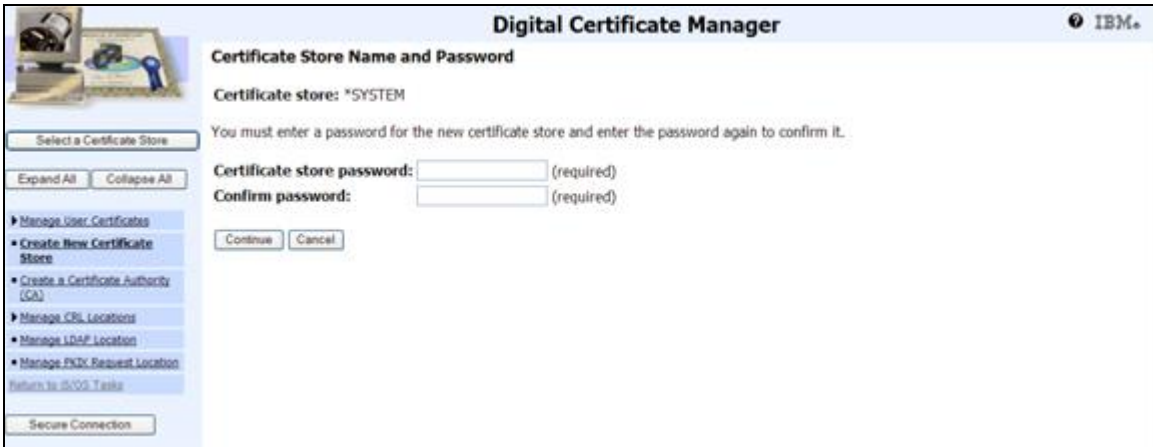 Digital Certificate Manager
IBM.
Select a Certificate Store
Expand All
Collapse All
Manage User Certificates
Create New Certificate
Store
Create a Certificate Authority
(CA)
Manage CRL Locations
Manage LDAP Location
Manage PKIX Request Location
Return to i5/OS Tasks
Secure Connection
Certificate Store Name and Password
Certificate store: *SYSTEM
You must enter a password for the new certificate store and enter the password again to confirm it.
Certificate store password: (required)
Confirm password: (required)
Continue
Cancel